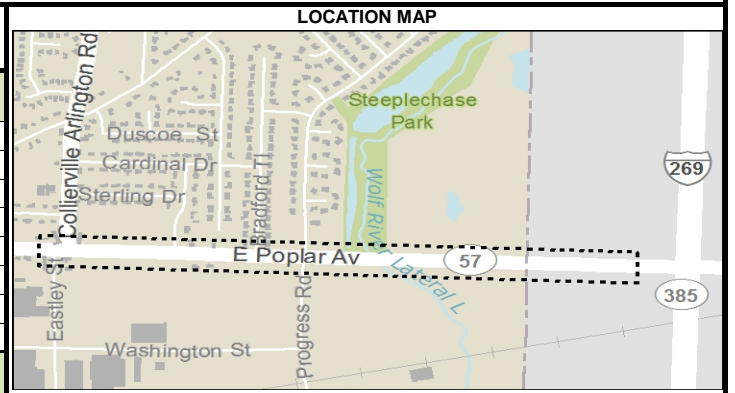 LOCATION MAP
Collierville Arlington Rd
Steeplechase
Park
Duscoe St
Cardinal Dr
Bradford Tl
Sterling Dr
Wolf River Lateral L
269
E Poplar Av
57
385
Eastley St
Progress Rd
Washington St